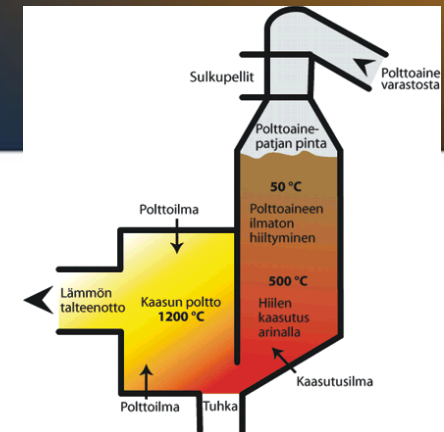 Sulkupellit
Polttoaine
varastosta
Polttoaine-
patjan pinta
50 °C
Polttoaineen
ilmaton
hiiltyminen
Polttoilma
500 °C
Hiilen
kaasutus
arinalla
Lämmön
talteenotto
Kaasun poltto
1200 °C
Kaasutusilma
Polttoilma
Tuhka